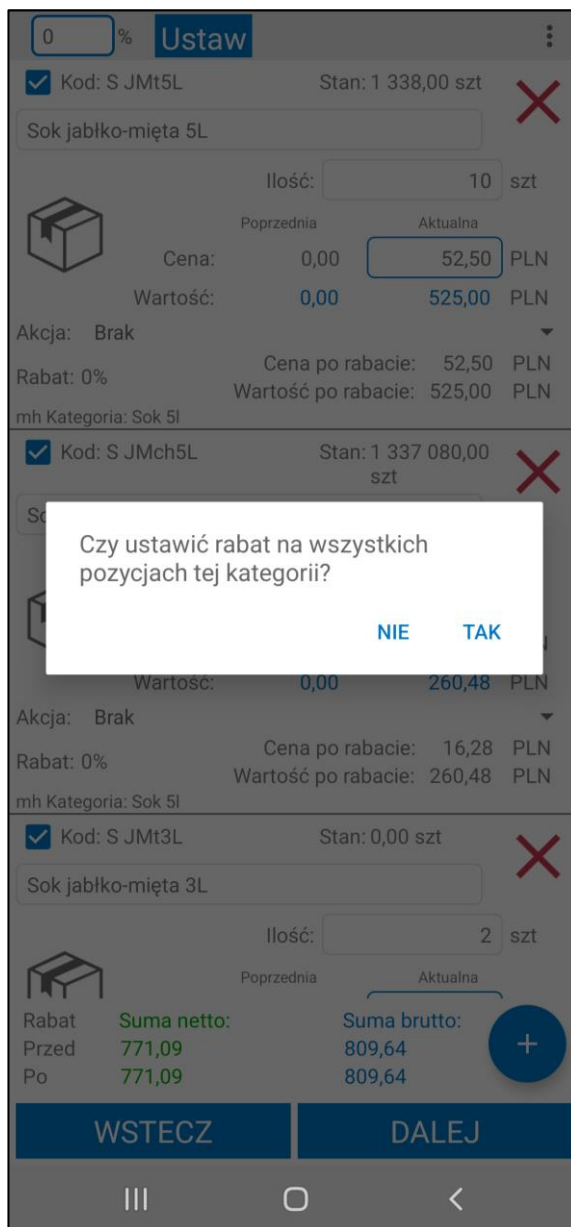 0 % Ustaw
Kod: S JMt5L Stan: 1 338,00 szt
Sok jabłko-mięta 5L
Ilość: 10 szt
Poprzednia Aktualna
Cena: 0,00 52,50 PLN
Wartość: 0,00 525,00 PLN
Akcja: Brak
Cena po rabacie: 52,50 PLN
Rabat: 0%
Wartość po rabacie: 525,00 PLN
mh Kategoria: Sok 5l
Kod: S JMch5L Stan: 1 337 080,00
szt
Czy ustawić rabat na wszystkich
pozycjach tej kategorii?
NIE TAK
Wartość: 0,00 260,48 PLN
Akcja: Brak
Cena po rabacie: 16,28 PLN
Rabat: 0%
Wartość po rabacie: 260,48 PLN
mh Kategoria: Sok 5l
Kod: S JMt3L Stan: 0,00 szt
Sok jabłko-mięta 3L
Ilość: 2 szt
Poprzednia Aktualna
Rabat Suma netto: Suma brutto:
Przed 771,09 809,64
Po 771,09 809,64
+
WSTECZ DALEJ